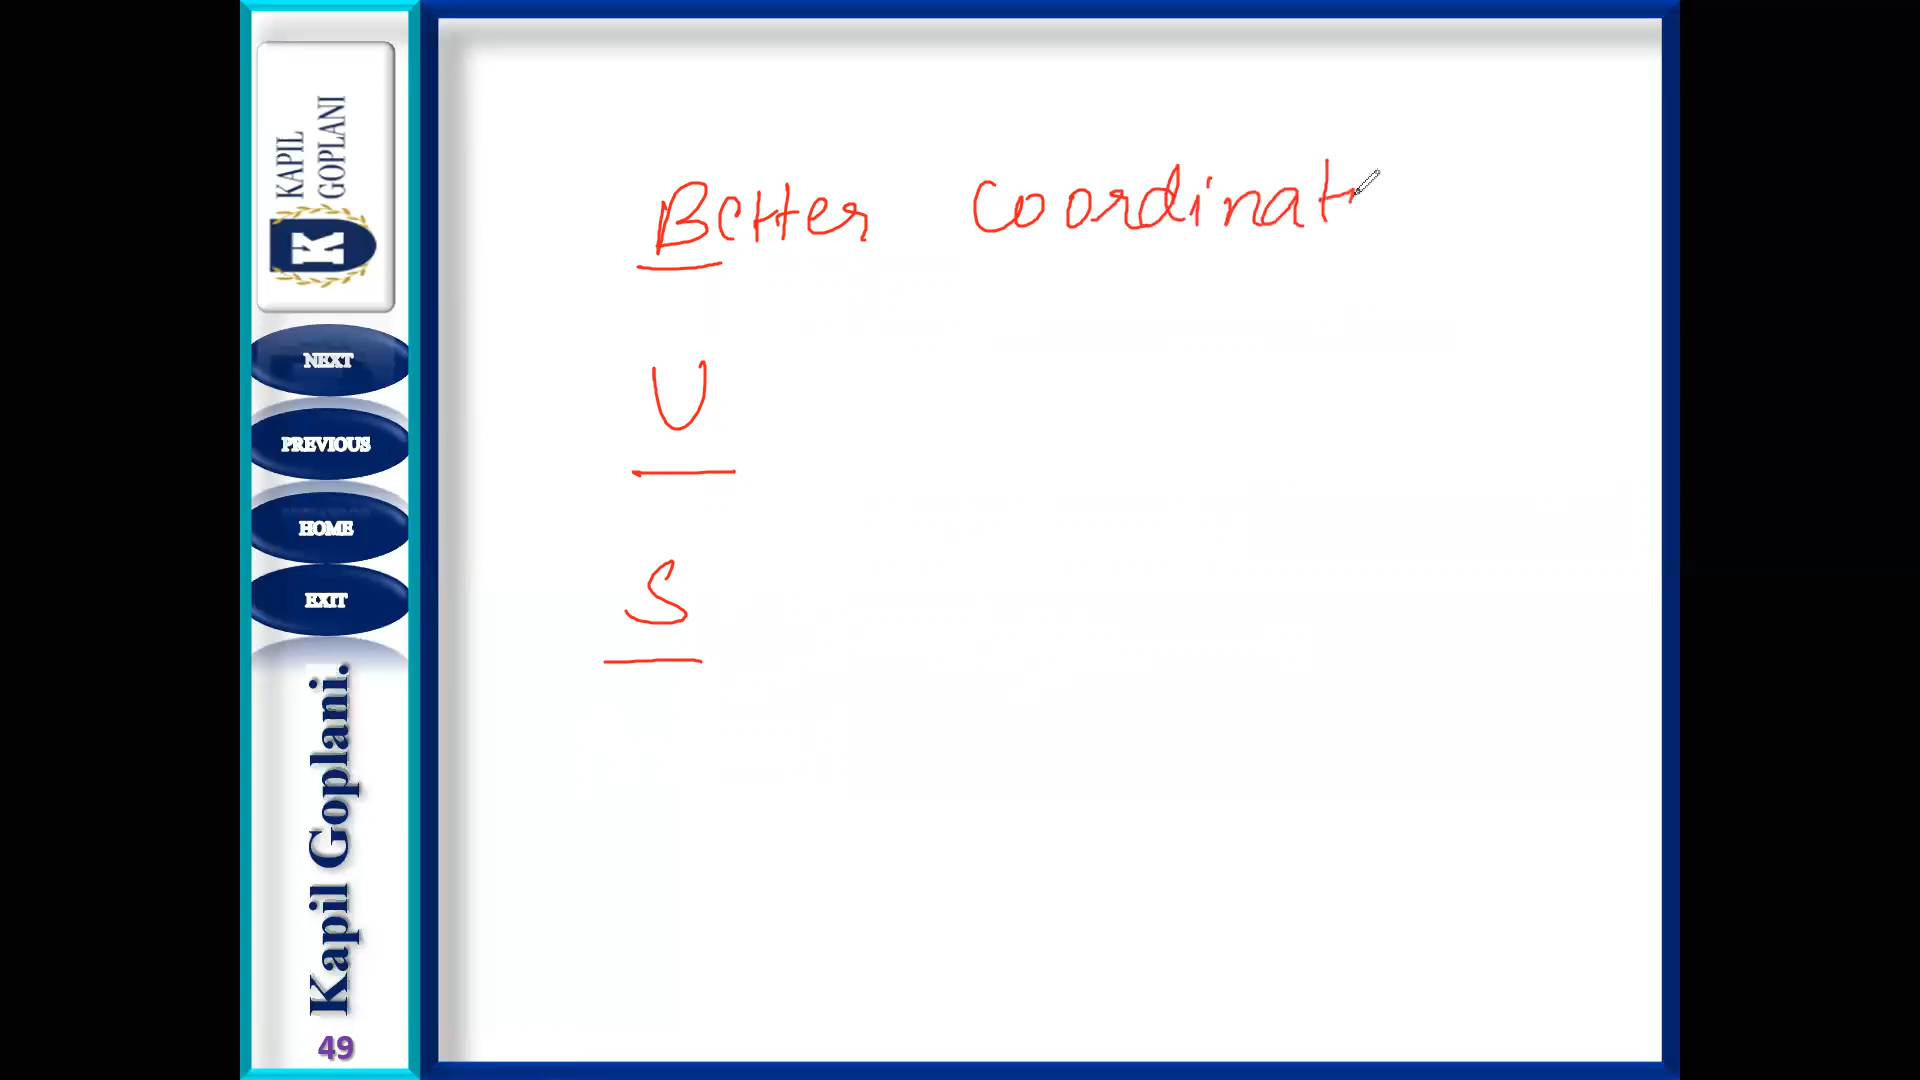 KAPIL
GOPLANI
K
NEXT
PREVIOUS
HOME
EXIT
Kapil Goplani.
49
Better Coordinat
U
S